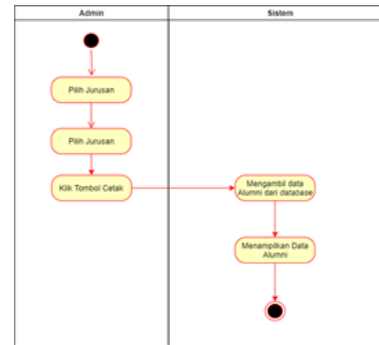 Admin
Sistem
Pilih Jurusan
Pilih Jurusan
Klik Tombol Cetak
Mengambil data
Alumni dari database
Menampilkan Data
Alumni